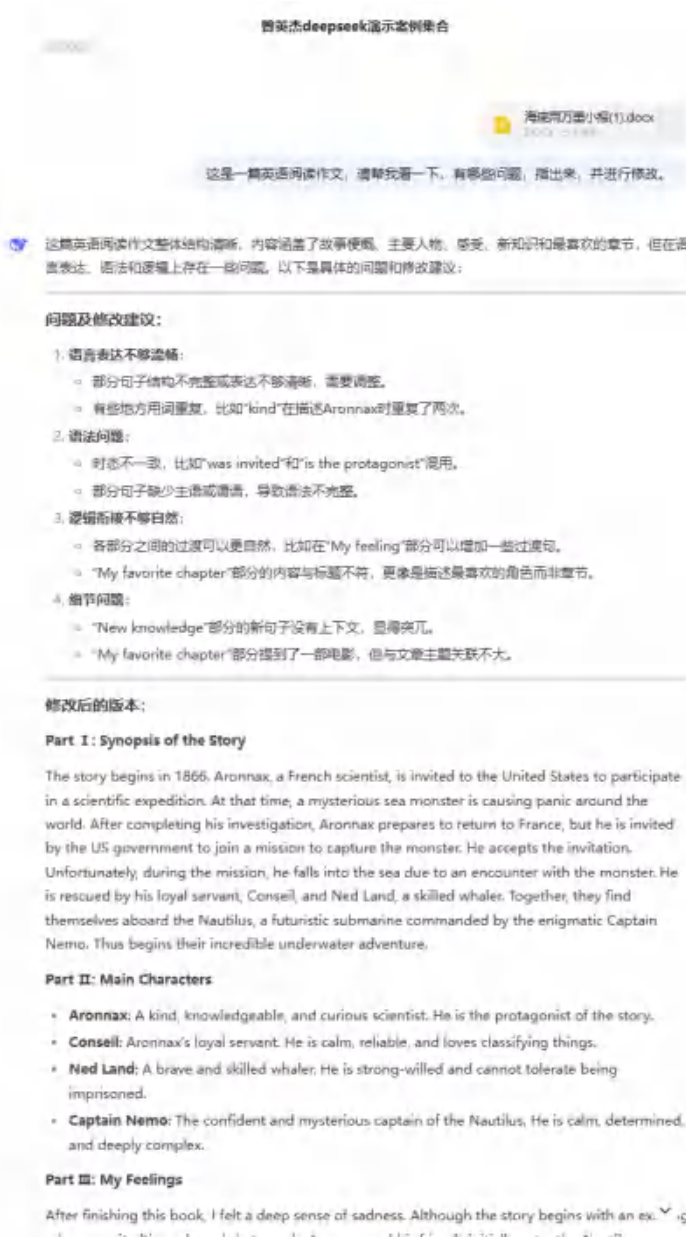 曾英杰deepseek演示案例集合
海底两万里小报(1).docx
这是一篇英语阅读作文，请帮我看一下，有哪些问题，指出来，并进行修改。
这篇英语阅读作文整体结构清晰，内容涵盖了故事梗概、主要人物、感受、新知识和最喜欢的章节，但在语
言表达、语法和逻辑上存在一些问题。以下是具体的问题和修改建议：
问题及修改建议：
1. 语言表达不够流畅：
部分句子结构不完整或表达不够清晰，需要调整。
有些地方用词重复，比如"kind"在描述Aronnax时重复了两次。
2. 语法问题：
时态不一致，比如"was invited"和"is the protagonist"混用。
部分句子缺少主语或谓语，导致语法不完整。
3. 逻辑衔接不够自然：
各部分之间的过渡可以更自然，比如在"My feeling"部分可以增加一些过渡句。
"My favorite chapter"部分的内容与标题不符，更像是描述最喜欢的角色而非章节。
4. 细节问题：
"New knowledge"部分的新句子没有上下文，显得突兀。
"My favorite chapter"部分提到了一部电影，但与文章主题关联不大。
修改后的版本：
Part Ⅰ: Synopsis of the Story
The story begins in 1866. Aronnax, a French scientist, is invited to the United States to participate
in a scientific expedition. At that time, a mysterious sea monster is causing panic around the
world. After completing his investigation, Aronnax prepares to return to France, but he is invited
by the US government to join a mission to capture the monster. He accepts the invitation.
Unfortunately, during the mission, he falls into the sea due to an encounter with the monster. He
is rescued by his loyal servant, Conseil, and Ned Land, a skilled whaler. Together, they find
themselves aboard the Nautilus, a futuristic submarine commanded by the enigmatic Captain
Nemo. Thus begins their incredible underwater adventure.
Part Ⅱ: Main Characters
Aronnax: A kind, knowledgeable, and curious scientist. He is the protagonist of the story.
Conseil: Aronnax's loyal servant. He is calm, reliable, and loves classifying things.
Ned Land: A brave and skilled whaler. He is strong-willed and cannot tolerate being
imprisoned.
Captain Nemo: The confident and mysterious captain of the Nautilus. He is calm, determined,
and deeply complex.
Part Ⅲ: My Feelings
After finishing this book, I felt a deep sense of sadness. Although the story begins with an ex